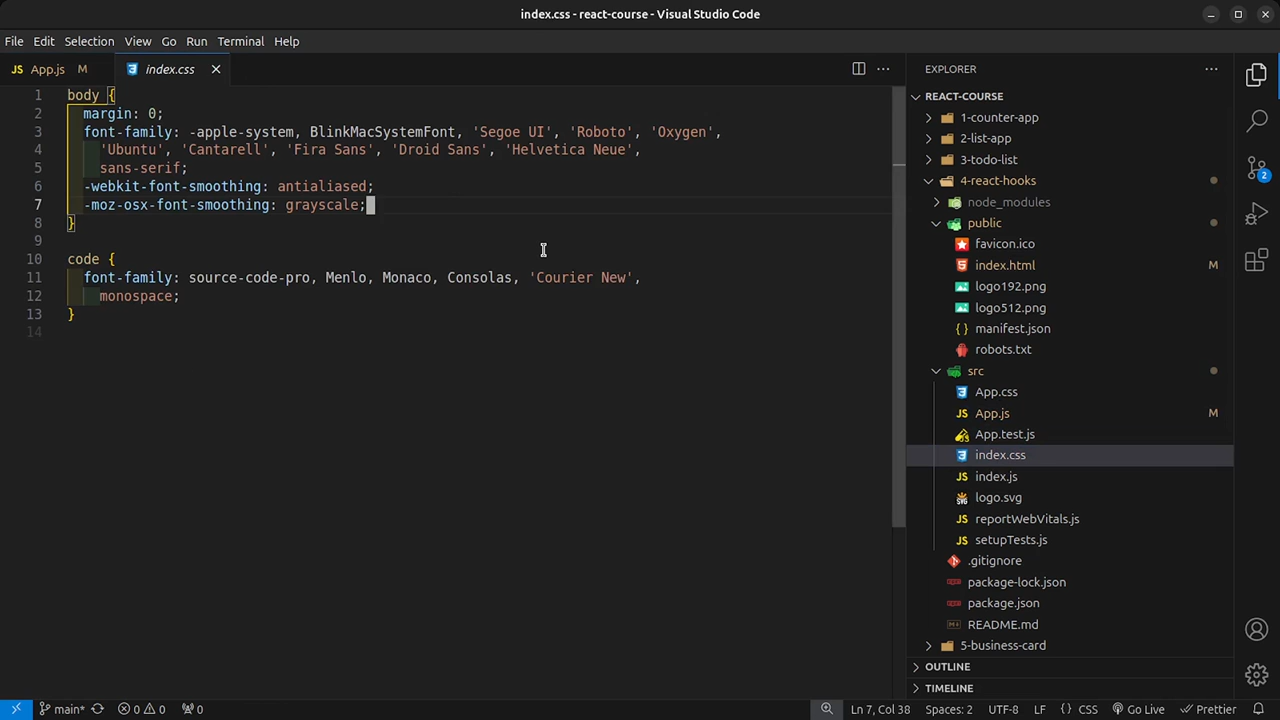 index.css - react-course - Visual Studio Code
File Edit Selection View Go Run Terminal Help
JS App.js M index.css
1 body {
2 margin: 0;
3 font-family: -apple-system, BlinkMacSystemFont, 'Segoe UI', 'Roboto', 'Oxygen',
4 'Ubuntu', 'Cantarell', 'Fira Sans', 'Droid Sans', 'Helvetica Neue',
5 sans-serif;
6 -webkit-font-smoothing: antialiased;
7 -moz-osx-font-smoothing: grayscale;
8 }
9
10 code {
11 font-family: source-code-pro, Menlo, Monaco, Consolas, 'Courier New',
12 monospace;
13 }
14
EXPLORER
REACT-COURSE
1-counter-app
2-list-app
3-todo-list
4-react-hooks
node_modules
public
favicon.ico
index.html M
logo192.png
logo512.png
{} manifest.json
robots.txt
src
App.css
JS App.js M
App.test.js
index.css
JS index.js
logo.svg
JS reportWebVitals.js
setupTests.js
.gitignore
package-lock.json
package.json
README.md
5-business-card
OUTLINE
TIMELINE
2
main* 0 0 0
Ln 7, Col 38 Spaces: 2 UTF-8 LF {} CSS Go Live Prettier